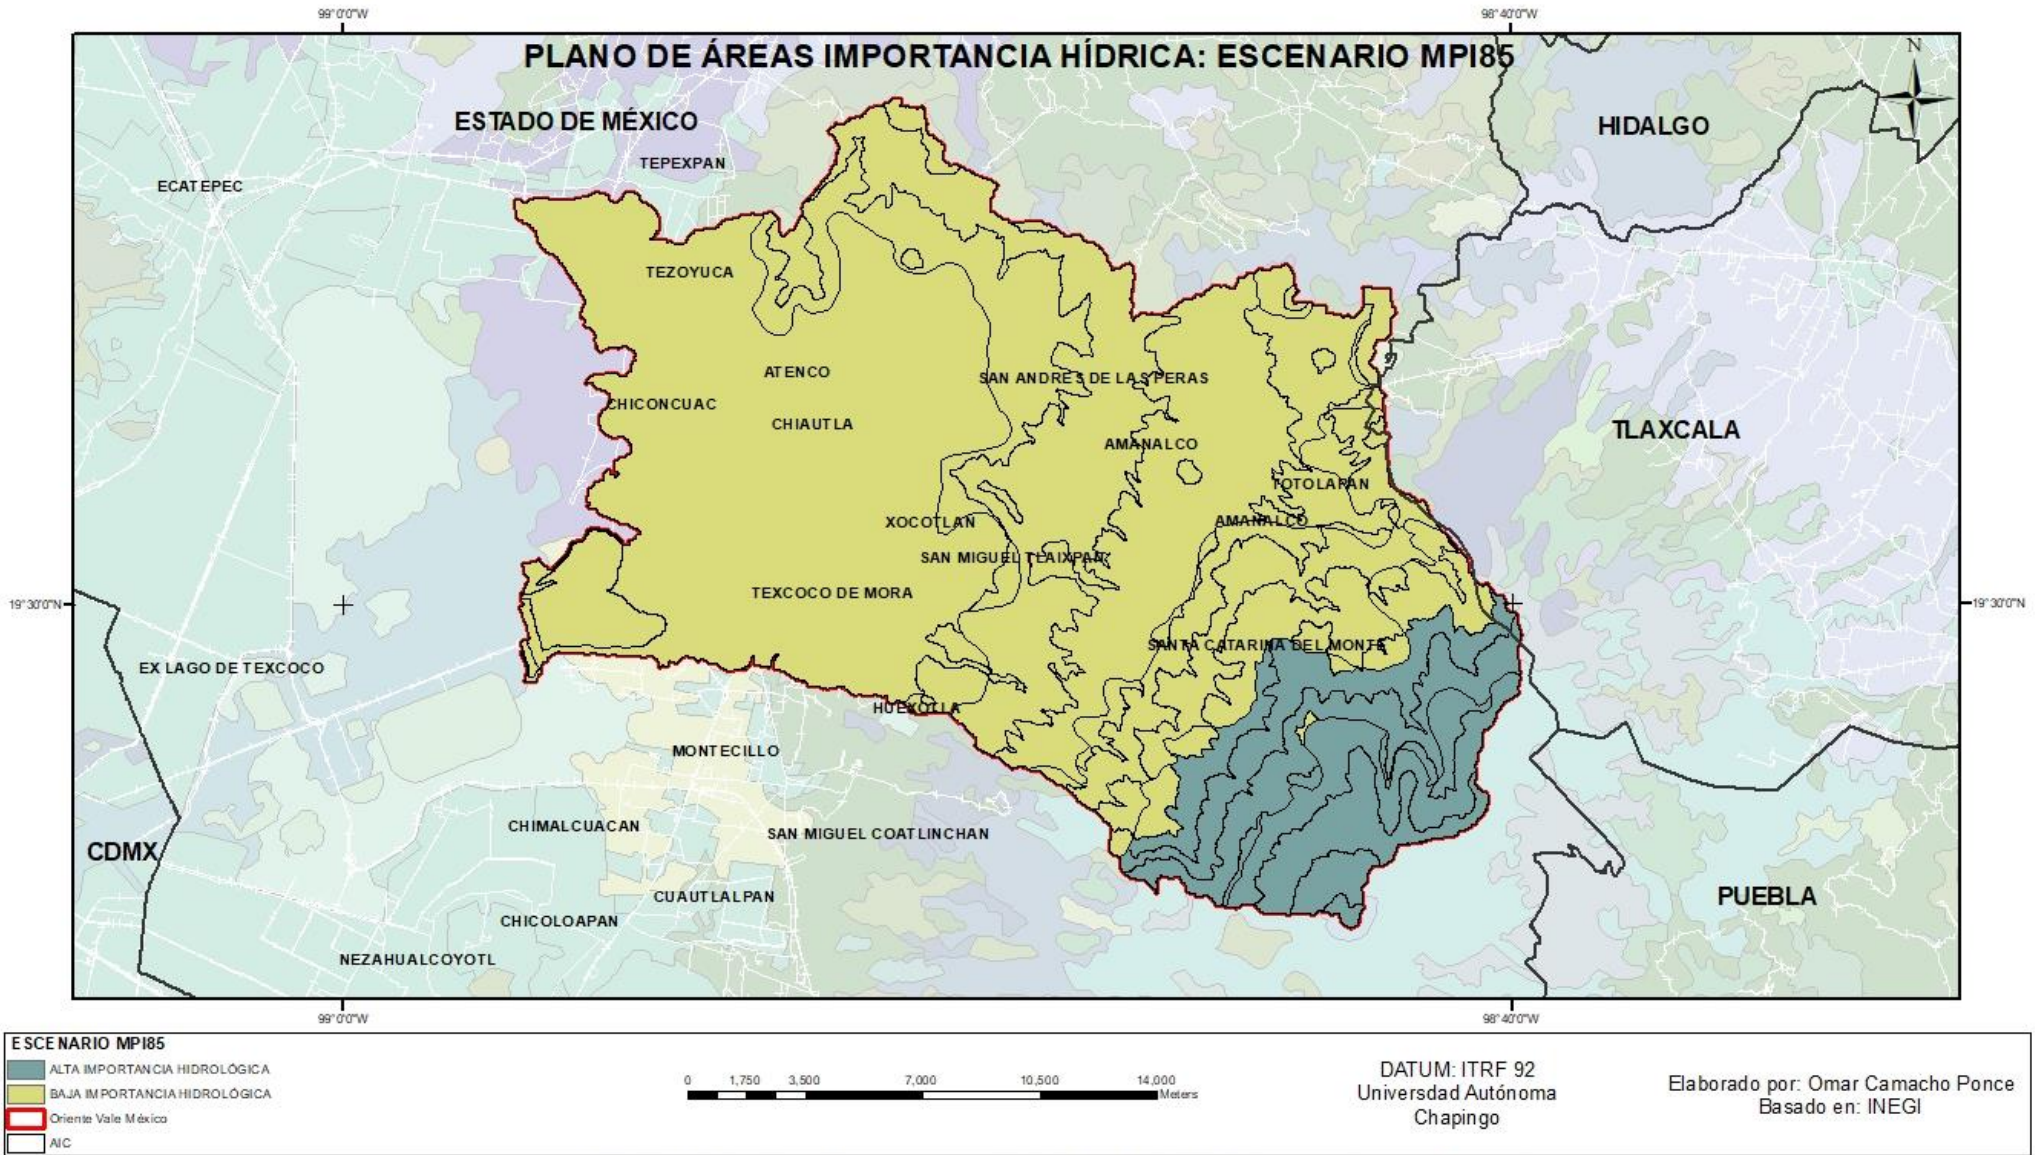 99°0'0"W
98°40'0"W
PLANO DE ÁREAS IMPORTANCIA HÍDRICA: ESCENARIO MPI85
N
ESTADO DE MÉXICO
HIDALGO
TEPEXPAN
ECATEPEC
TEZOYUCA
ATENCO
SAN ANDRES DE LAS PERAS
CHICONCUAC
CHIAUTLA
TLAXCALA
AMANALCO
TOTOLAPAN
XOCOTLAN
AMANALCO
SAN MIGUEL TLAIXPAN
TEXCOCO DE MORA
19°30'0"N
19°30'0"N
SANTA CATARINA DEL MONTE
EX LAGO DE TEXCOCO
HUEXOTLA
MONTECILLO
CHIMALCUACAN
SAN MIGUEL COATLINCHAN
CDMX
CUAUTLALPAN
PUEBLA
CHICOLOAPAN
NEZAHUALCOYOTL
99°0'0"W
98°40'0"W
ESCENARIO MPI85
ALTA IMPORTANCIA HIDROLÓGICA
BAJA IMPORTANCIA HIDROLÓGICA
Oriente Vale México
AIC
0 1,750 3,500 7,000 10,500 14,000
Meters
DATUM: ITRF 92
Universdad Autónoma
Chapingo
Elaborado por: Omar Camacho Ponce
Basado en: INEGI